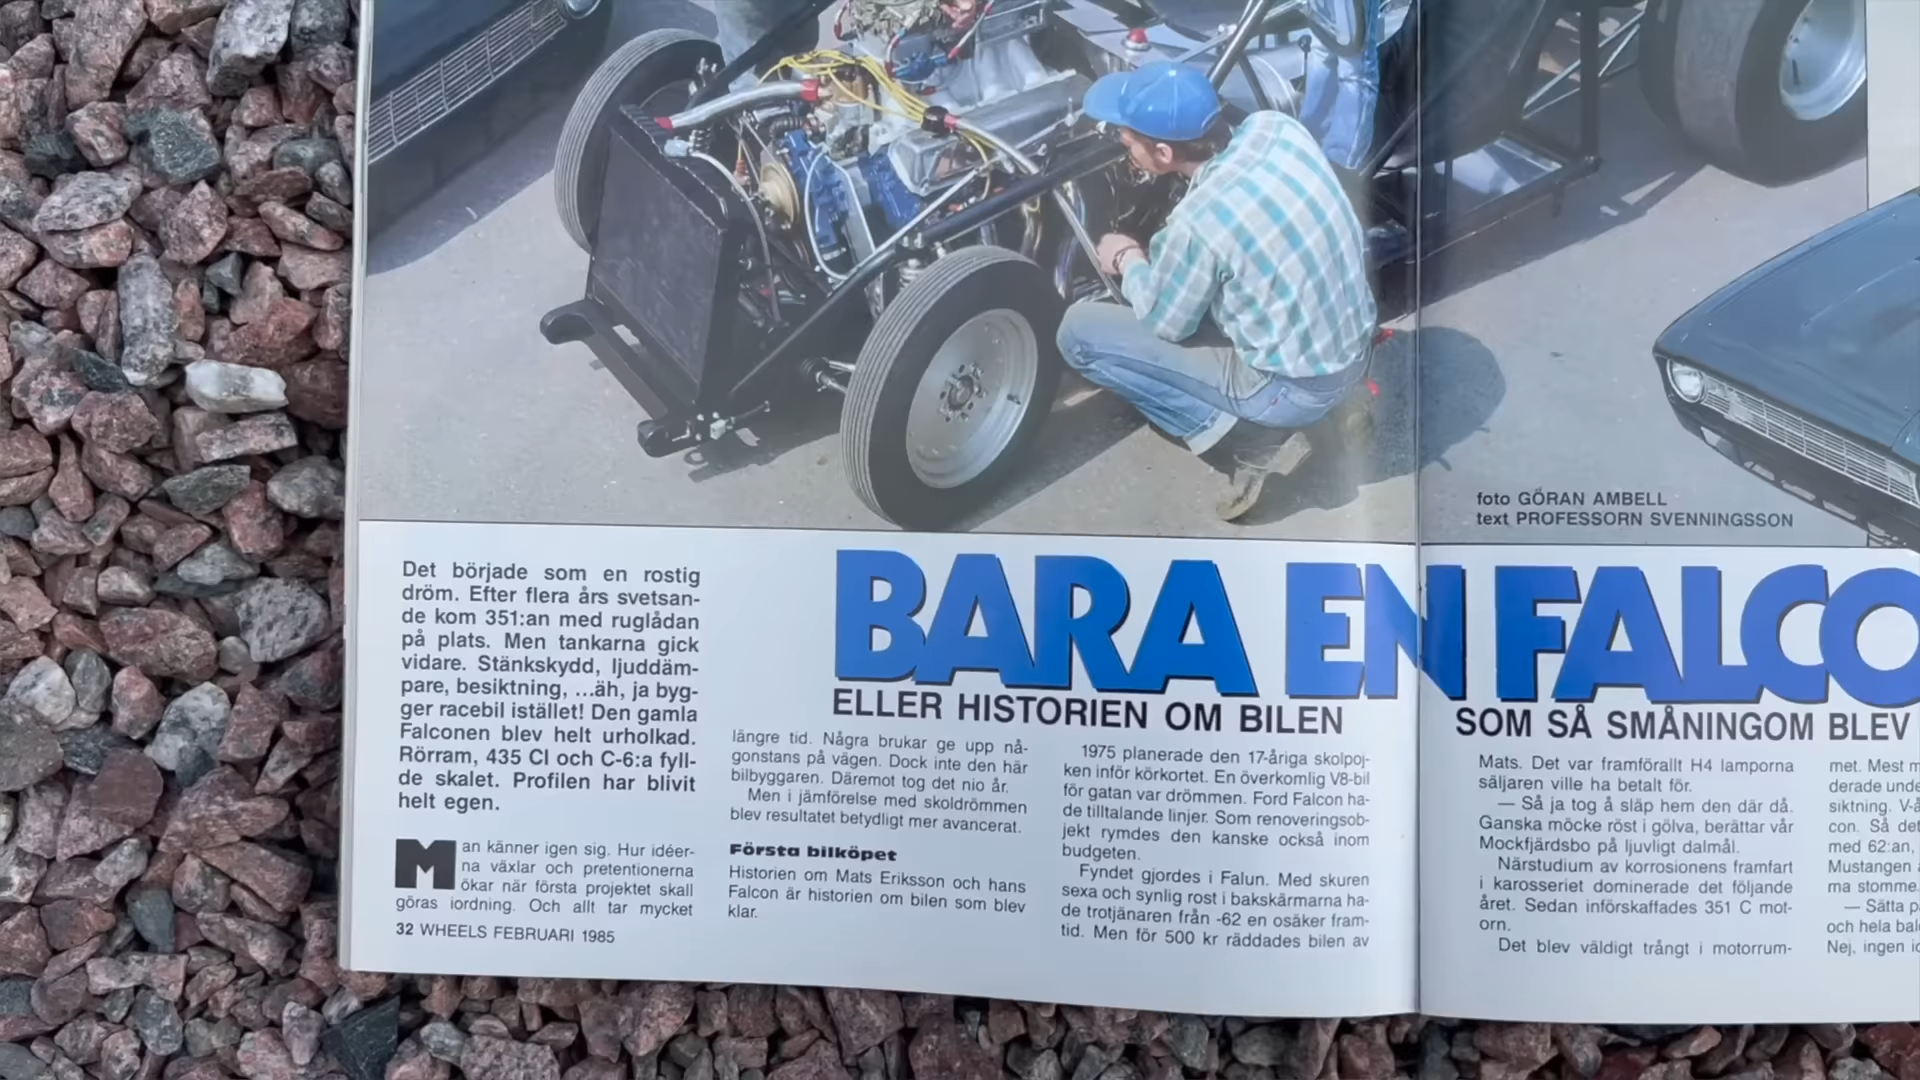 foto GÖRAN AMBELL
text PROFESSORN SVENNINGSSON
BARA EN FALCO
ELLER HISTORIEN OM BILEN SOM SÅ SMÅNINGOM BLEV
Det började som en rostig
dröm. Efter flera års svetsan-
de kom 351:an med ruglådan
på plats. Men tankarna gick
vidare. Stänkskydd, ljuddäm-
pare, besiktning, ...äh, ja byg-
ger racebil istället! Den gamla
Falconen blev helt urholkad.
Rörram, 435 CI och C-6:a fyll-
de skalet. Profilen har blivit
helt egen.
Man känner igen sig. Hur idéer-
na växlar och pretentionerna
ökar när första projektet skall
göras iordning. Och allt tar mycket
längre tid. Några brukar ge upp nå-
gonstans på vägen. Dock inte den här
bilbyggaren. Däremot tog det nio år.
Men i jämförelse med skoldrömmen
blev resultatet betydligt mer avancerat.
Första bilköpet
Historien om Mats Eriksson och hans
Falcon är historien om bilen som blev
klar.
1975 planerade den 17-åriga skolpoj-
ken inför körkortet. En överkomlig V8-bil
för gatan var drömmen. Ford Falcon ha-
de tilltalande linjer. Som renoveringsob-
jekt rymdes den kanske också inom
budgeten.
Fyndet gjordes i Falun. Med skuren
sexa och synlig rost i bakskärmarna ha-
de trotjänaren från -62 en osäker fram-
tid. Men för 500 kr räddades bilen av
Mats. Det var framförallt H4 lamporna
säljaren ville ha betalt för.
— Så ja tog å släp hem den där då.
Ganska möcke röst i gölva, berättar vår
Mockfjärdsbo på ljuvligt dalmål.
Närstudium av korrosionens framfart
i karosseriet dominerade det följande
året. Sedan införskaffades 351 C mot-
orn.
Det blev väldigt trångt i motorrum-
met. Mest
derade unde
siktning. V-å
con. Så det
med 62:an,
Mustangen
ma stomme.
— Sätta
och hela
Nej, ingen
32 WHEELS FEBRUARI 1985